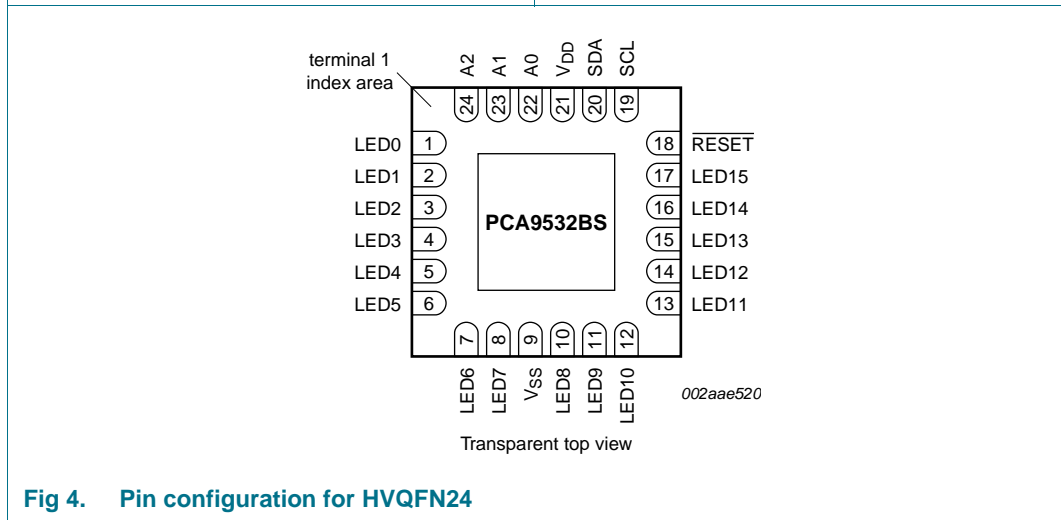 terminal 1
index area
A2
A1
A0
VDD
SDA
SCL
24
23
22
21
20
19
LED0 1
LED1 2
LED2 3
LED3 4
LED4 5
LED5 6
18 RESET
17 LED15
16 LED14
15 LED13
14 LED12
13 LED11
PCA9532BS
7
8
9
10
11
12
LED6
LED7
VSS
LED8
LED9
LED10
002aae520
Transparent top view
Fig 4. Pin configuration for HVQFN24